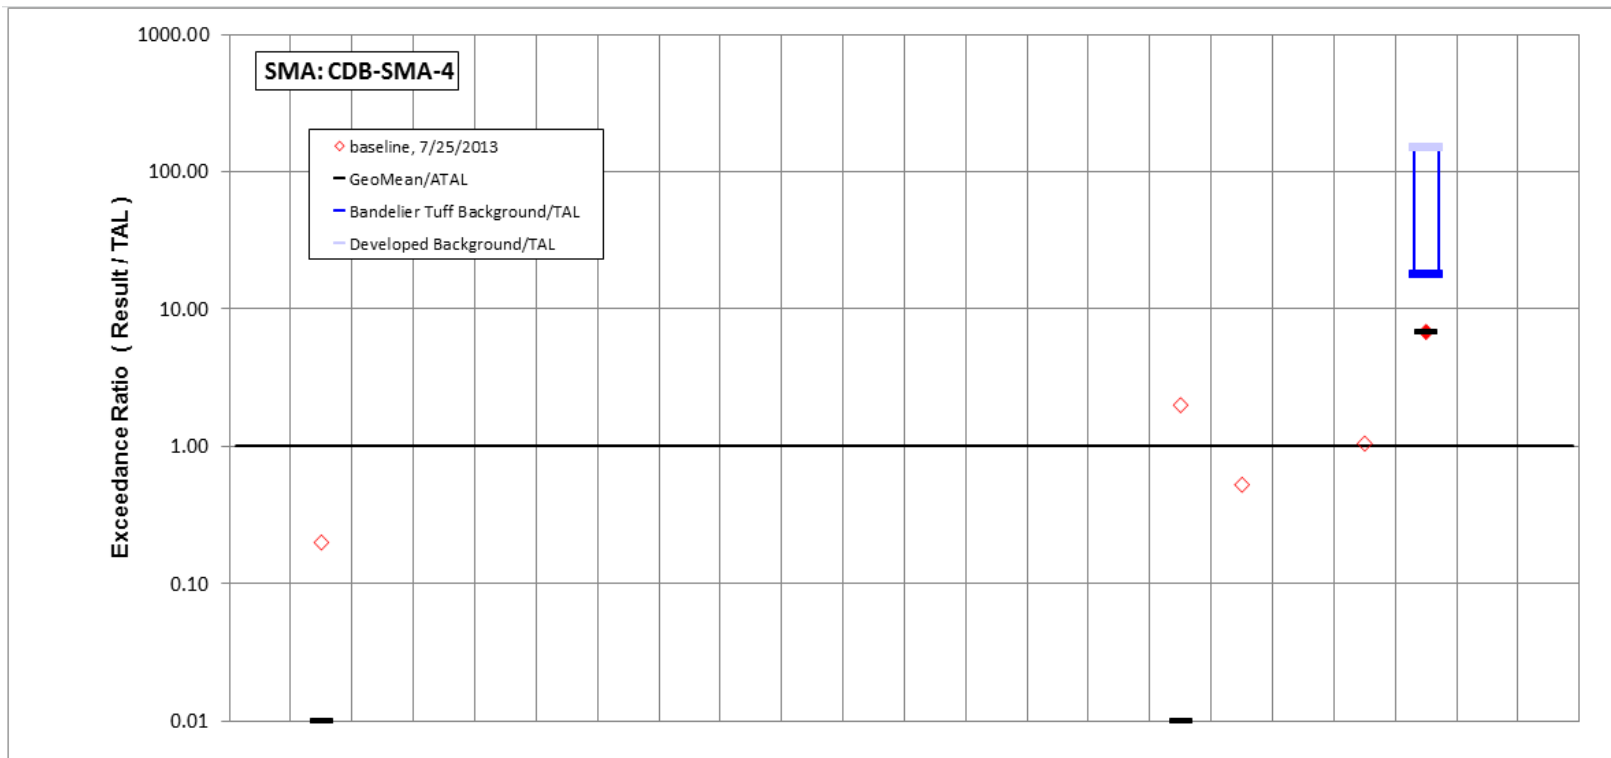 SMA: CDB-SMA-4
baseline, 7/25/2013
GeoMean/ATAL
Bandelier Tuff Background/TAL
Developed Background/TAL
Exceedance Ratio ( Result / TAL )
1000.00
100.00
10.00
1.00
0.10
0.01